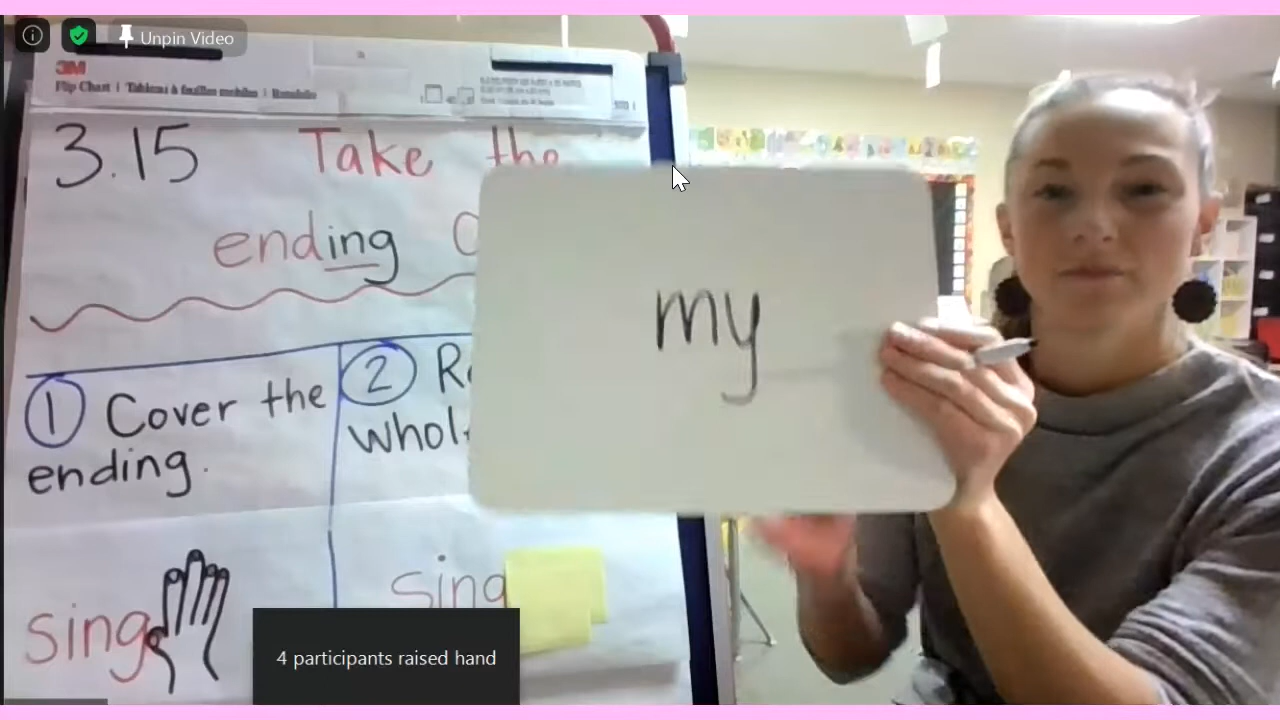 Unpin Video
3M
Flip Chart | Tableau à feuilles mobiles | Rotafolio
3.15 Take the
ending
my
1 Cover the
ending.
2
whol
sing
sing
4 participants raised hand